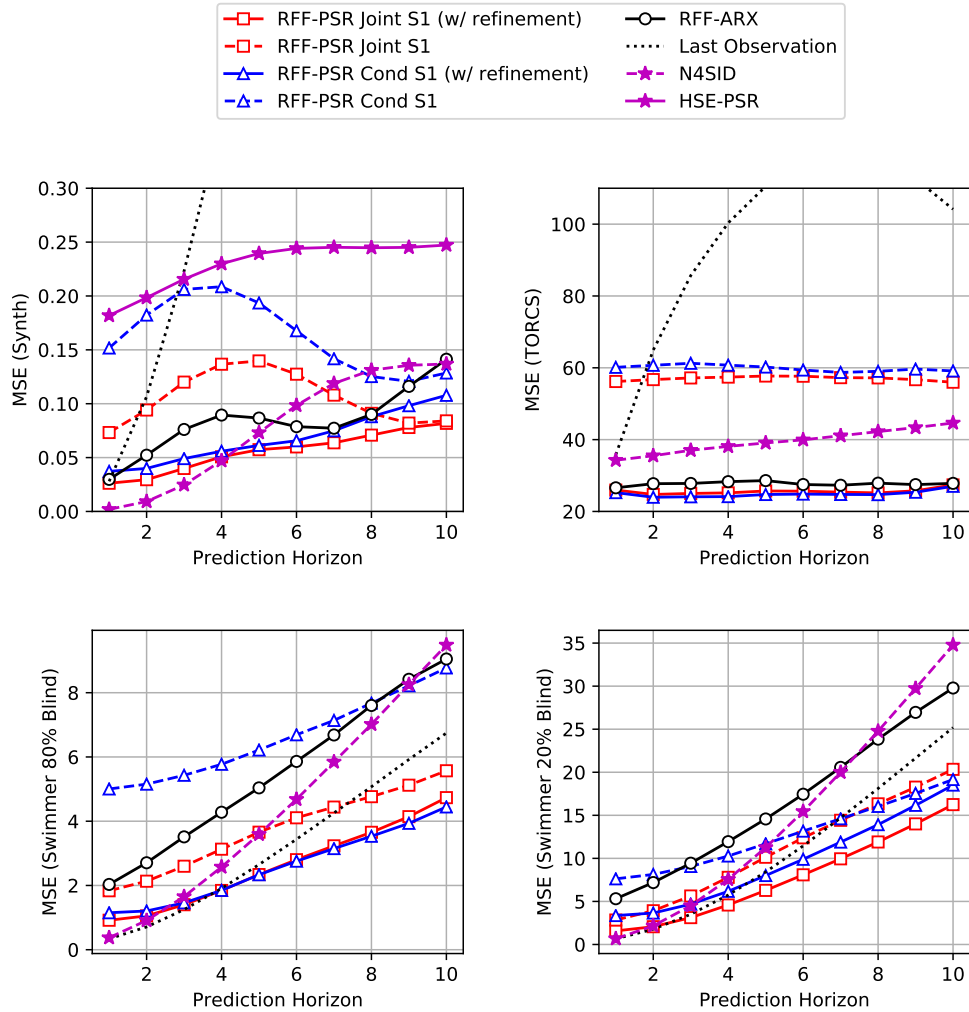 RFF-PSR Joint S1 (w/ refinement)
RFF-PSR Joint S1
RFF-PSR Cond S1 (w/ refinement)
RFF-PSR Cond S1
RFF-ARX
Last Observation
N4SID
HSE-PSR
MSE (Synth)
0.30
0.25
0.20
0.15
0.10
0.05
0.00
2 4 6 8 10
Prediction Horizon
MSE (TORCS)
100
80
60
40
20
2 4 6 8 10
Prediction Horizon
MSE (Swimmer 80% Blind)
8
6
4
2
0
2 4 6 8 10
Prediction Horizon
MSE (Swimmer 20% Blind)
35
30
25
20
15
10
5
0
2 4 6 8 10
Prediction Horizon